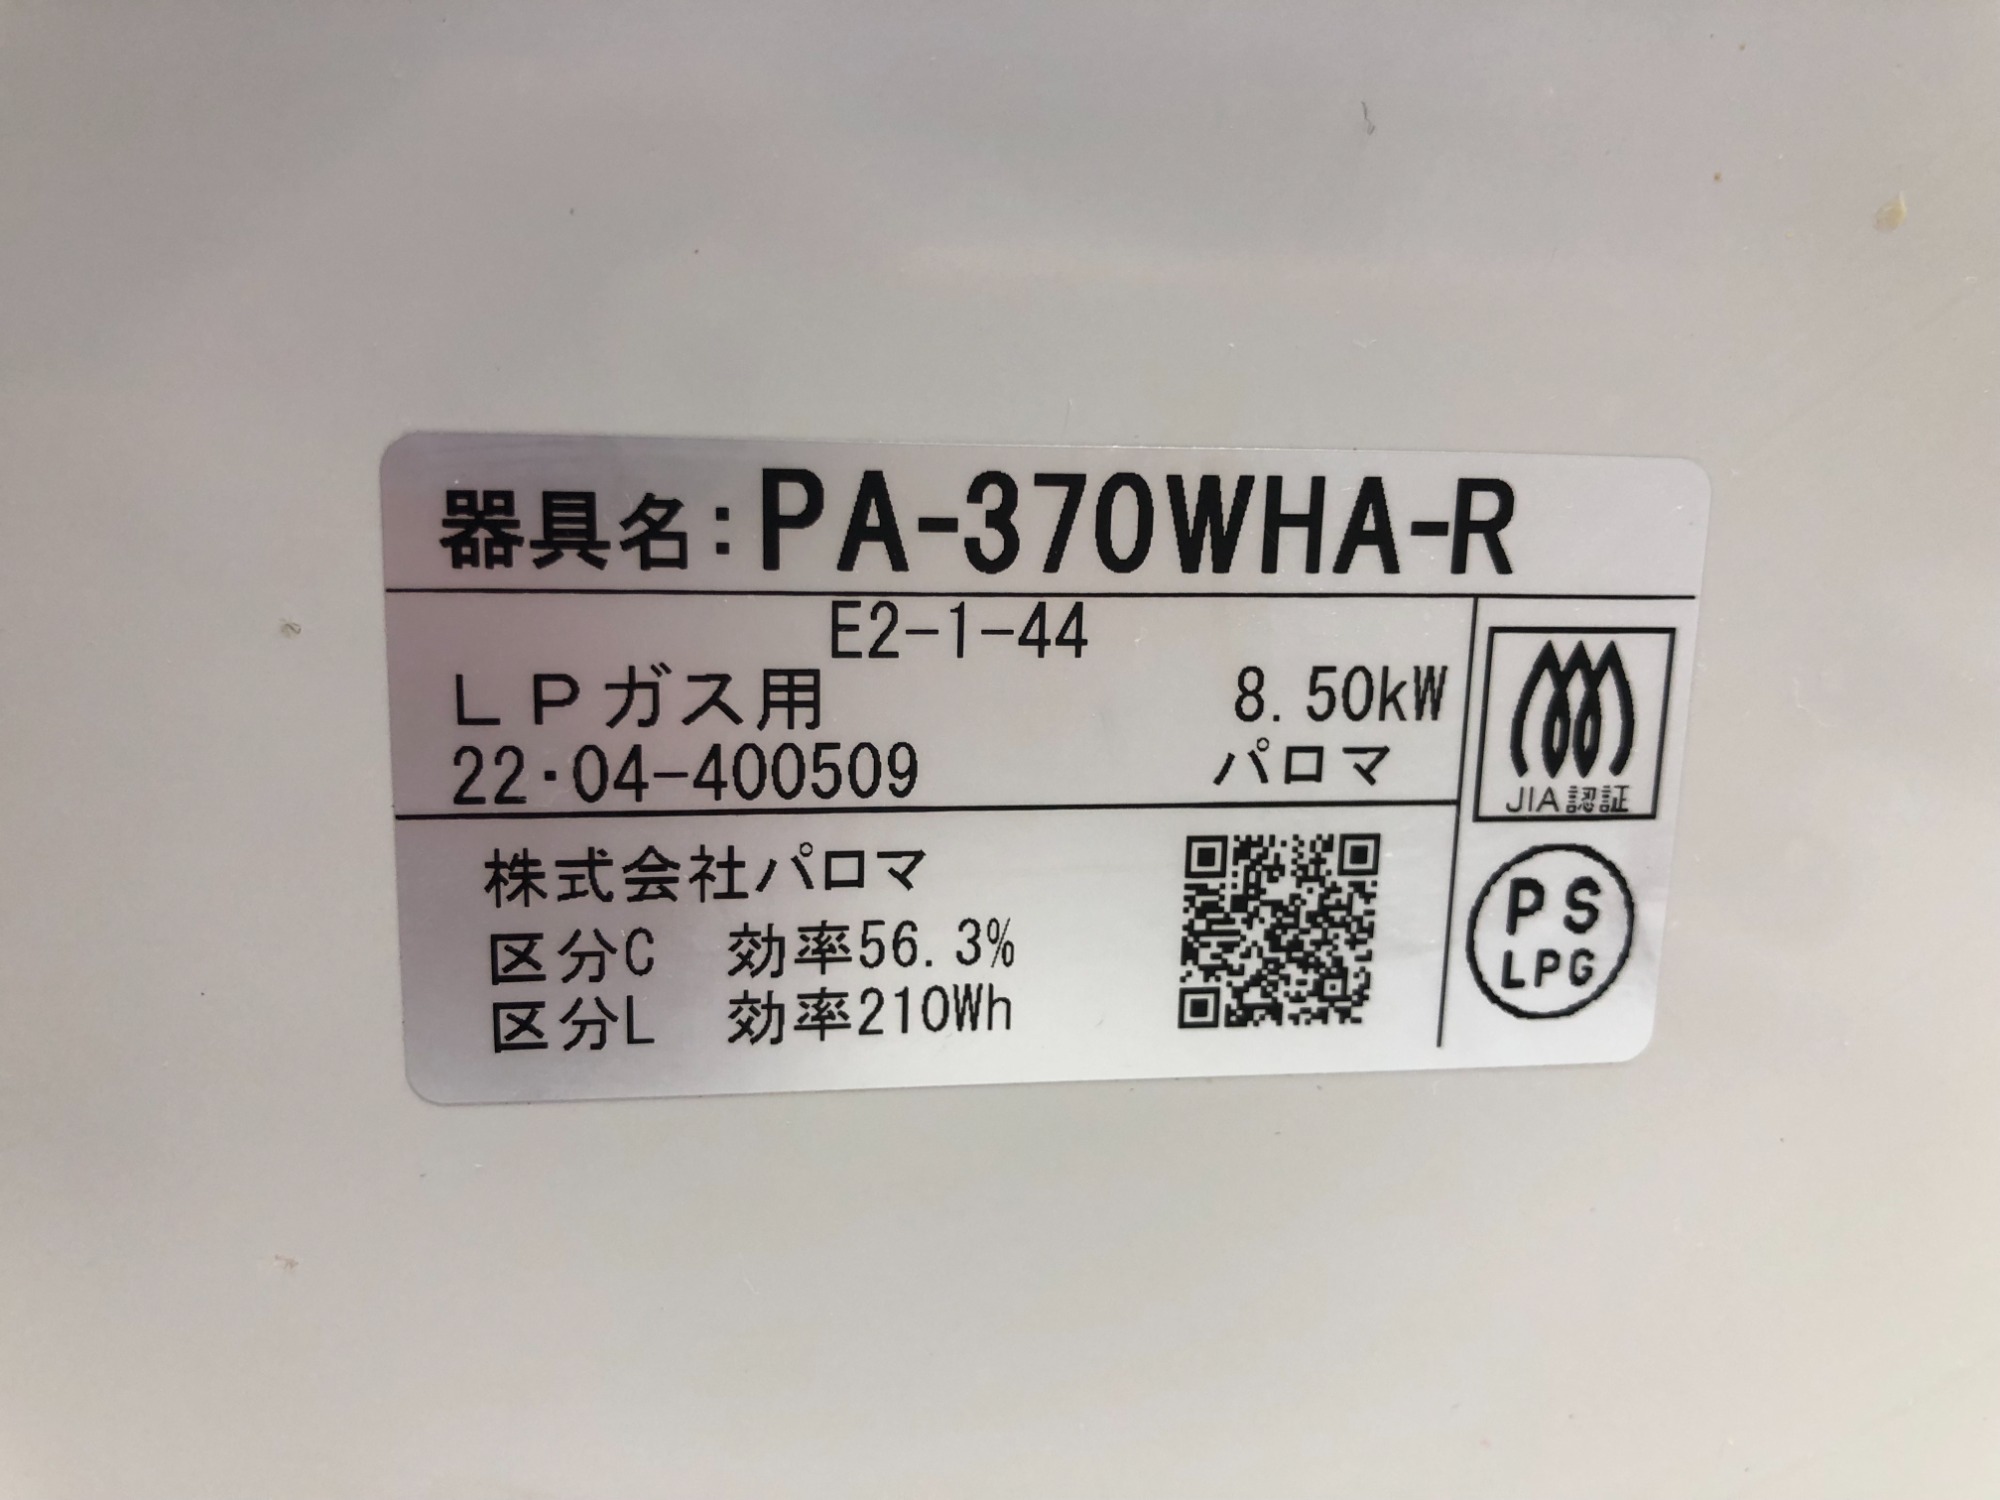 器具名:PA-370WHA-R
E2-1-44
LPガス用 8.50kW
22・04-400509 パロマ
JIA認証
株式会社パロマ
区分C 効率56.3%
区分L 効率210Wh
PS
LPG